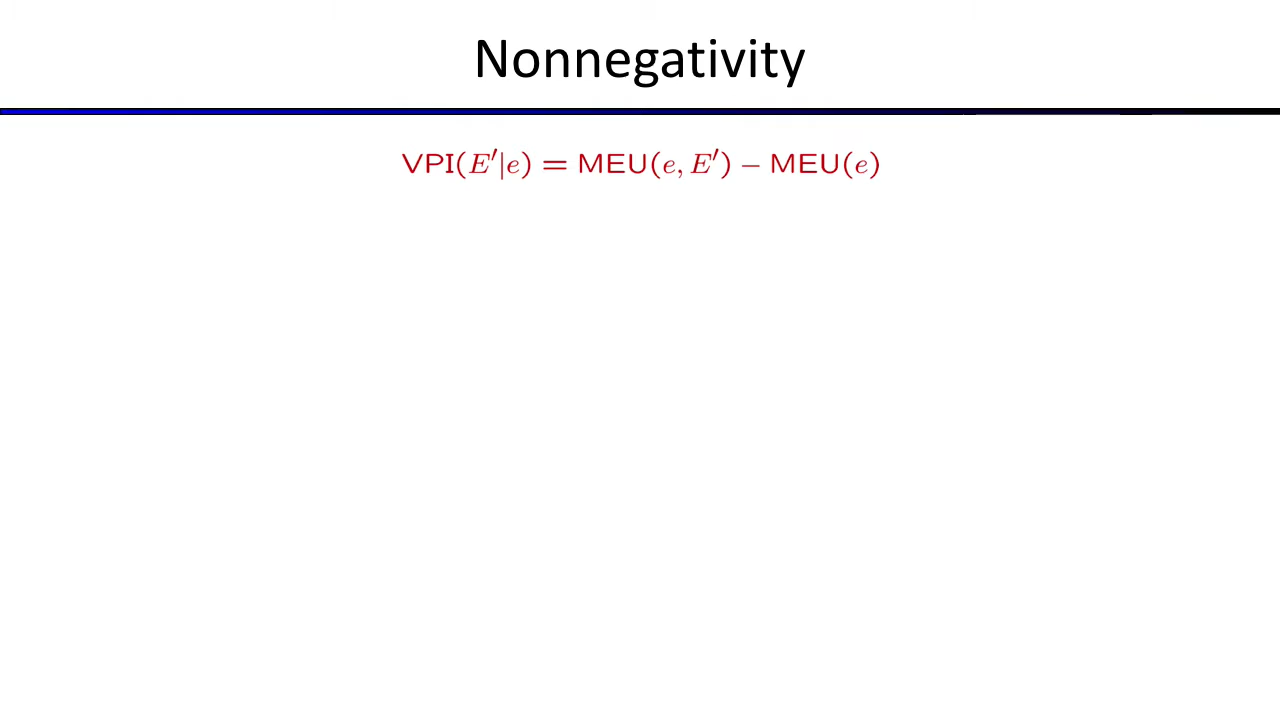 Nonnegativity
VPI(E′|e) = MEU(e, E′) − MEU(e)